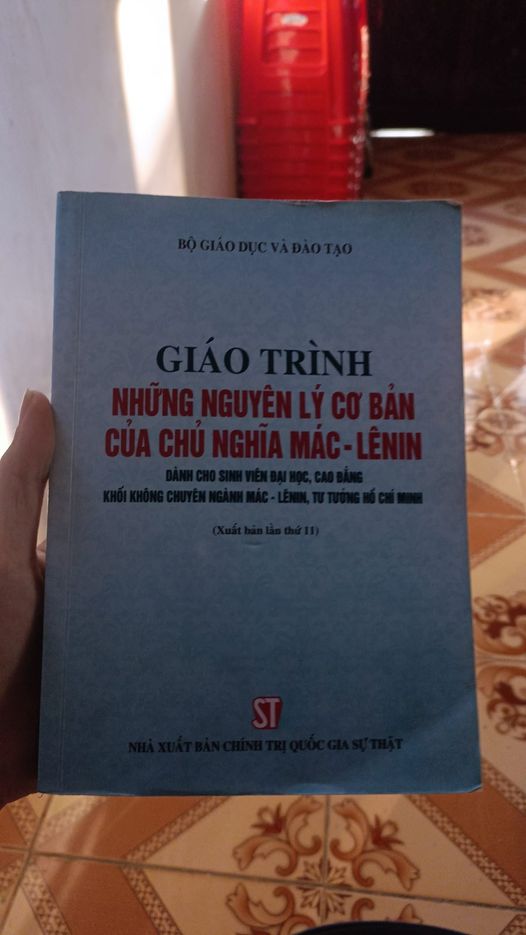 BỘ GIÁO DỤC VÀ ĐÀO TẠO
GIÁO TRÌNH
NHỮNG NGUYÊN LÝ CƠ BẢN
CỦA CHỦ NGHĨA MÁC - LÊNIN
DÀNH CHO SINH VIÊN ĐẠI HỌC, CAO ĐẲNG
KHỐI KHÔNG CHUYÊN NGÀNH MÁC - LÊNIN, TƯ TƯỞNG HỒ CHÍ MINH
(Xuất bản lần thứ 11)
ST
NHÀ XUẤT BẢN CHÍNH TRỊ QUỐC GIA SỰ THẬT